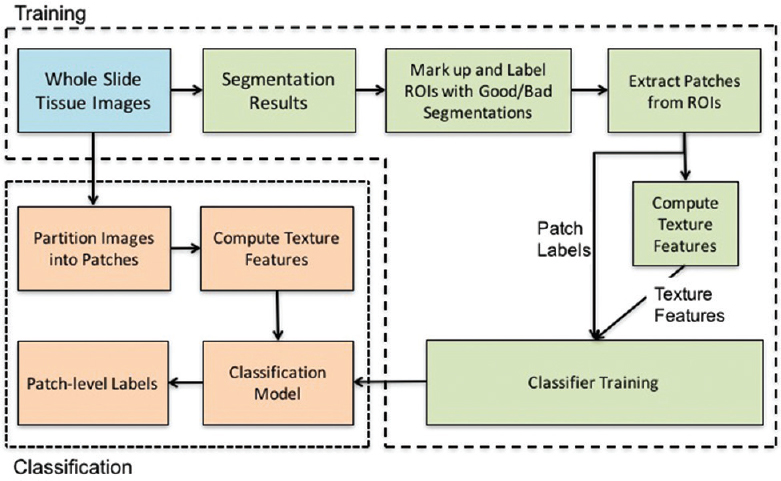 Training
Whole Slide
Tissue Images
Segmentation
Results
Mark up and Label
ROIs with Good/Bad
Segmentations
Extract Patches
from ROIs
Partition Images
into Patches
Compute Texture
Features
Patch
Labels
Compute
Texture
Features
Texture
Features
Patch-level Labels
Classification
Model
Classifier Training
Classification